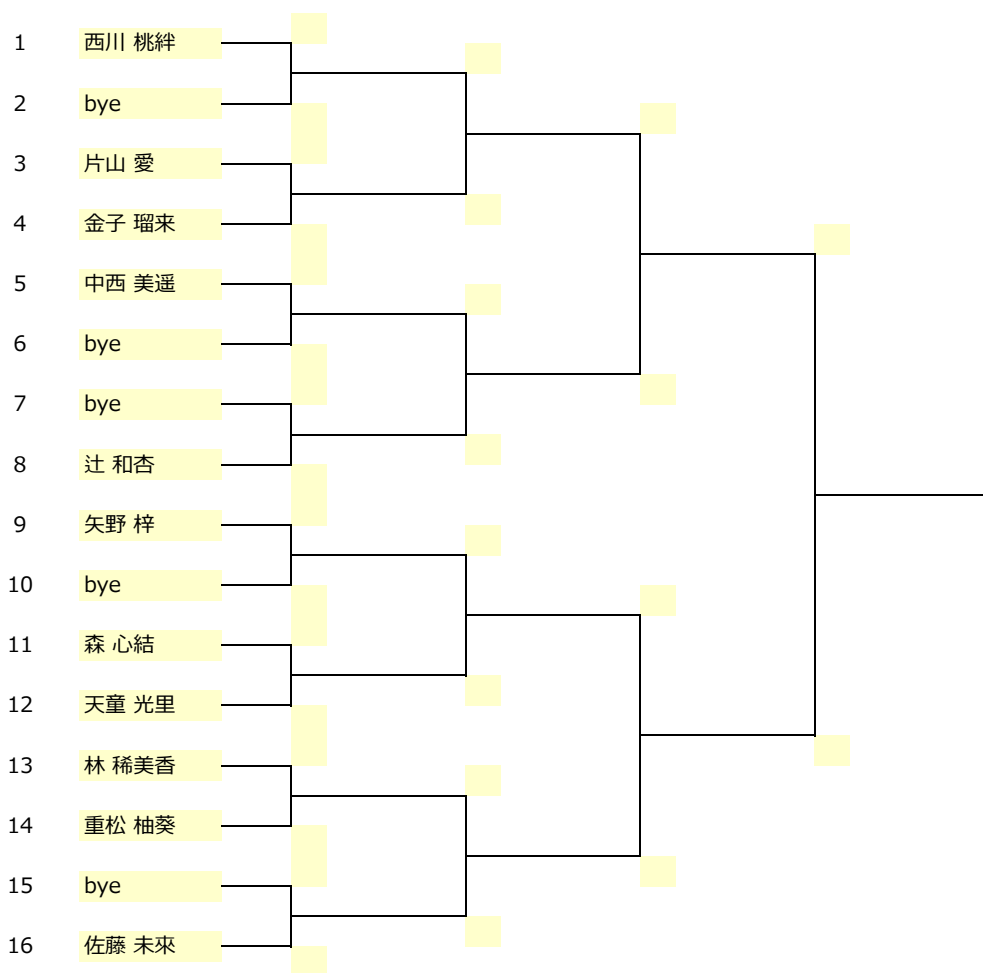 1 西川 桃絆
2 bye
3 片山 愛
4 金子 瑠来
5 中西 美遥
6 bye
7 bye
8 辻 和杏
9 矢野 梓
10 bye
11 森 心結
12 天童 光里
13 林 稀美香
14 重松 柚葵
15 bye
16 佐藤 未來